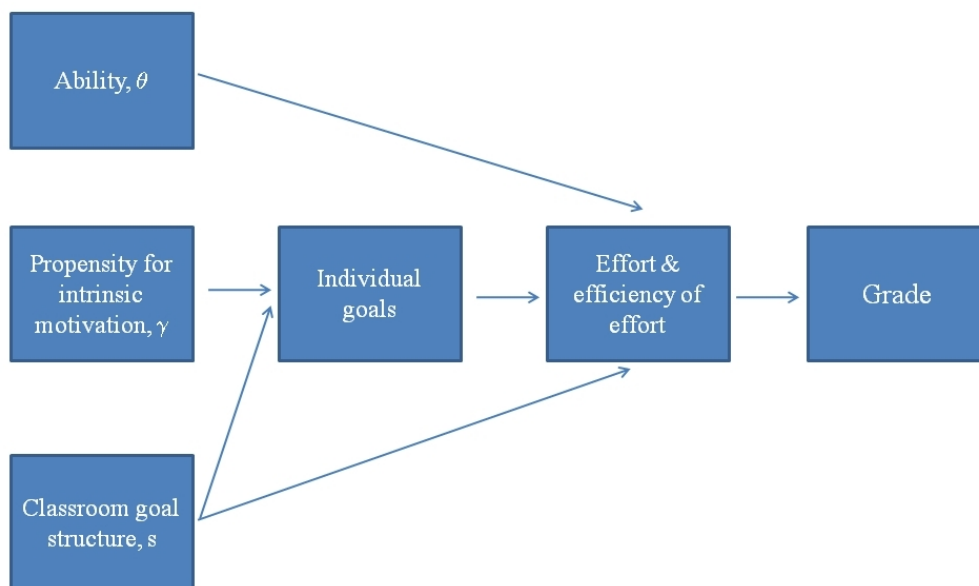 Ability, θ
Propensity for
intrinsic
motivation, γ
Individual
goals
Effort &
efficiency of
effort
Grade
Classroom goal
structure, s